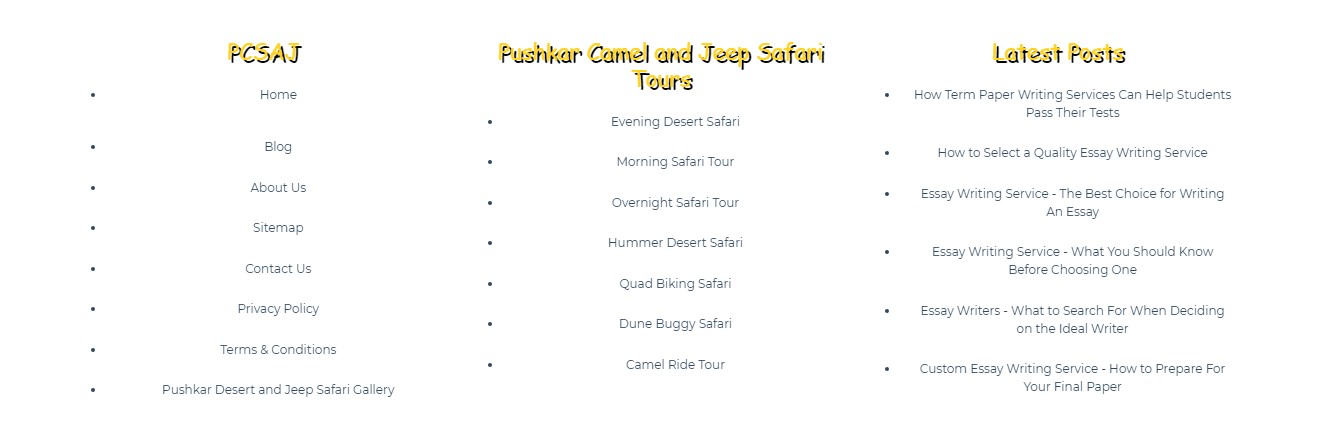 PCSAJ
Home
Blog
About Us
Sitemap
Contact Us
Privacy Policy
Terms & Conditions
Pushkar Desert and Jeep Safari Gallery
Pushkar Camel and Jeep Safari
Tours
Evening Desert Safari
Morning Safari Tour
Overnight Safari Tour
Hummer Desert Safari
Quad Biking Safari
Dune Buggy Safari
Camel Ride Tour
Latest Posts
How Term Paper Writing Services Can Help Students
Pass Their Tests
How to Select a Quality Essay Writing Service
Essay Writing Service - The Best Choice for Writing
An Essay
Essay Writing Service - What You Should Know
Before Choosing One
Essay Writers - What to Search For When Deciding
on the Ideal Writer
Custom Essay Writing Service - How to Prepare For
Your Final Paper